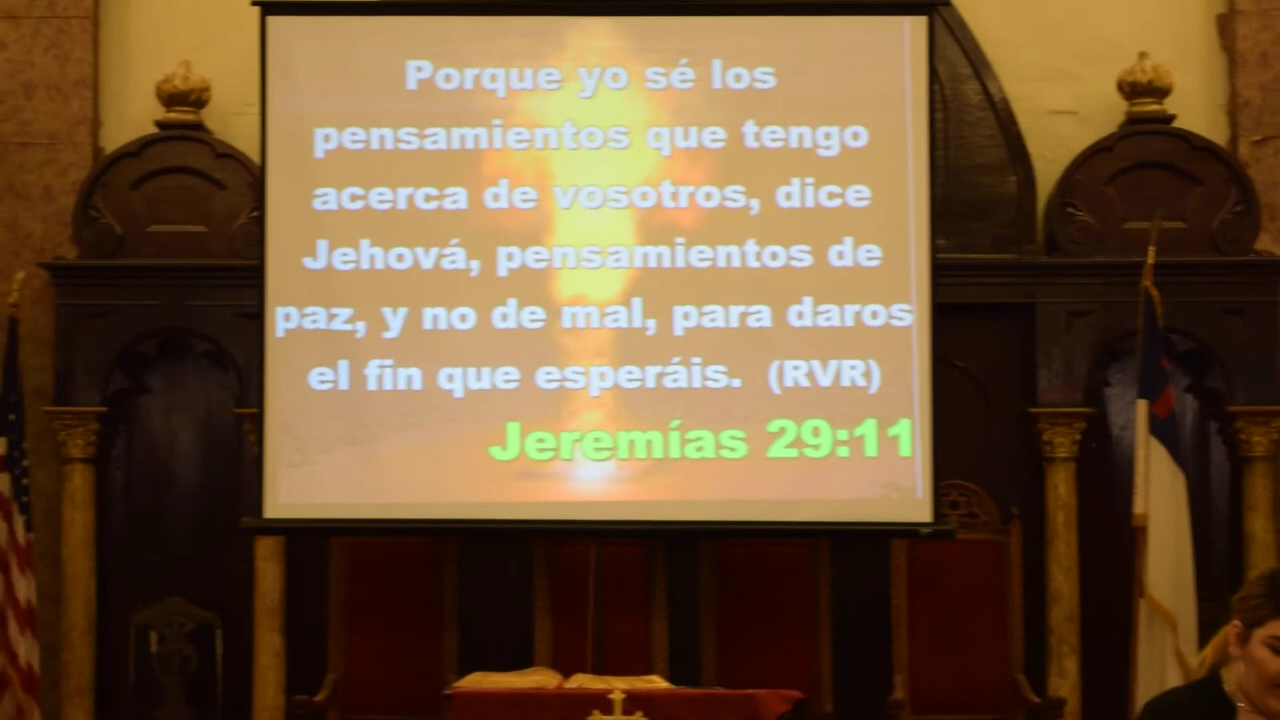 Porque yo sé los
pensamientos que tengo
acerca de vosotros, dice
Jehová, pensamientos de
paz, y no de mal, para daros
el fin que esperáis. (RVR)
Jeremías 29:11